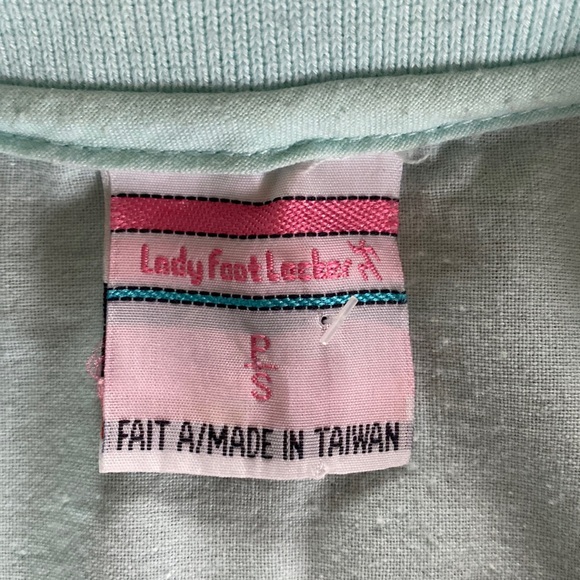 Lady Foot Locker
P/S
FAIT A/MADE IN TAIWAN